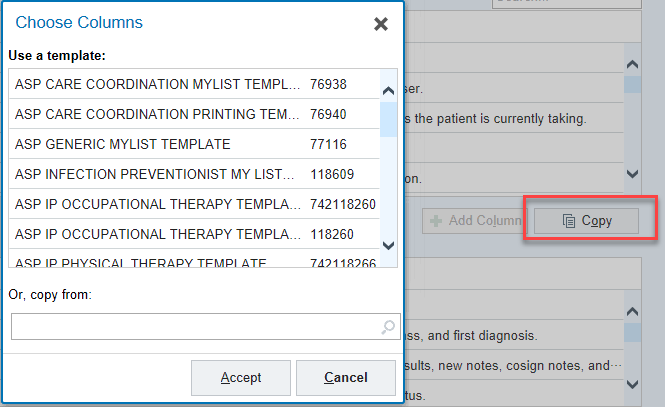 Choose Columns
Use a template:
ASP CARE COORDINATION MYLIST TEMPL... 76938
ASP CARE COORDINATION PRINTING TEM... 76940
ASP GENERIC MYLIST TEMPLATE 77116
ASP INFECTION PREVENTIONIST MY LIST... 118609
ASP IP OCCUPATIONAL THERAPY TEMPLA... 742118260
ASP IP OCCUPATIONAL THERAPY TEMPLA... 118260
ASP IP PHYSICAL THERAPY TEMPLATE 742118266
Or, copy from:
Accept Cancel
ser.
s the patient is currently taking.
on.
Add Column Copy
ss, and first diagnosis.
sults, new notes, cosign notes, and···
tus.